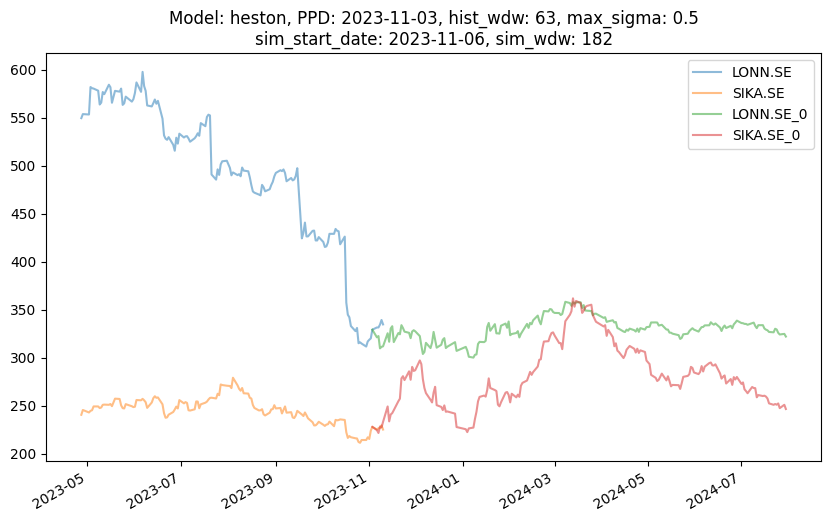 Model: heston, PPD: 2023-11-03, hist_wdw: 63, max_sigma: 0.5
sim_start_date: 2023-11-06, sim_wdw: 182
LONN.SE
SIKA.SE
LONN.SE_0
SIKA.SE_0
600
550
500
450
400
350
300
250
200
2023-05
2023-07
2023-09
2023-11
2024-01
2024-03
2024-05
2024-07